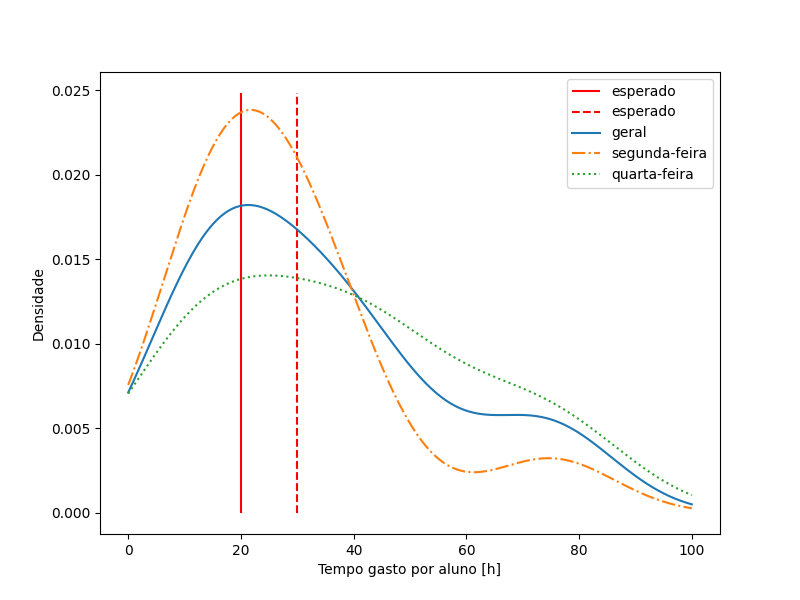 esperado
esperado
geral
segunda-feira
quarta-feira
0.025
0.020
0.015
0.010
0.005
0.000
Densidade
0 20 40 60 80 100
Tempo gasto por aluno [h]